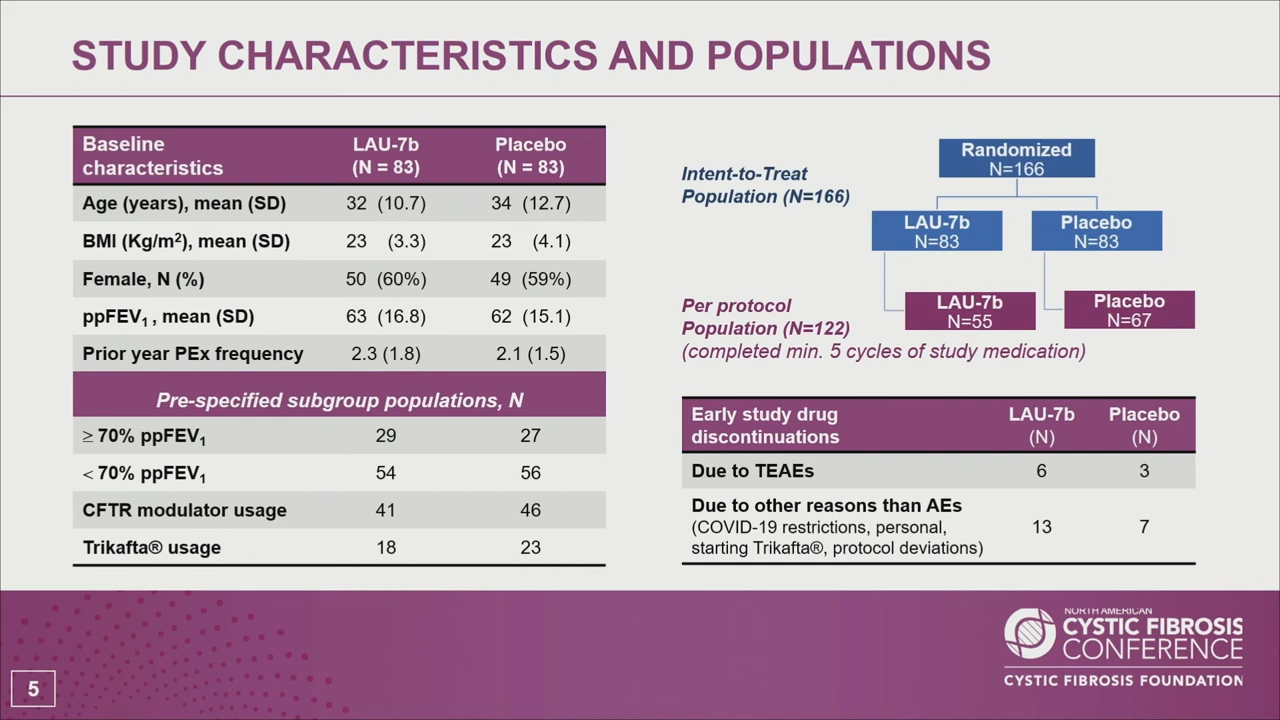 STUDY CHARACTERISTICS AND POPULATIONS
Baseline characteristics LAU-7b (N = 83) Placebo (N = 83)
Age (years), mean (SD) 32 (10.7) 34 (12.7)
BMI (Kg/m²), mean (SD) 23 (3.3) 23 (4.1)
Female, N (%) 50 (60%) 49 (59%)
ppFEV₁ , mean (SD) 63 (16.8) 62 (15.1)
Prior year PEx frequency 2.3 (1.8) 2.1 (1.5)
Pre-specified subgroup populations, N
≥ 70% ppFEV₁ 29 27
< 70% ppFEV₁ 54 56
CFTR modulator usage 41 46
Trikafta® usage 18 23
Intent-to-Treat
Population (N=166)
Randomized
N=166
LAU-7b
N=83
Placebo
N=83
Per protocol
Population (N=122)
(completed min. 5 cycles of study medication)
LAU-7b
N=55
Placebo
N=67
Early study drug discontinuations LAU-7b (N) Placebo (N)
Due to TEAEs 6 3
Due to other reasons than AEs
(COVID-19 restrictions, personal, 13 7
starting Trikafta®, protocol deviations)
NORTH AMERICAN
CYSTIC FIBROSIS
CONFERENCE
CYSTIC FIBROSIS FOUNDATION
5